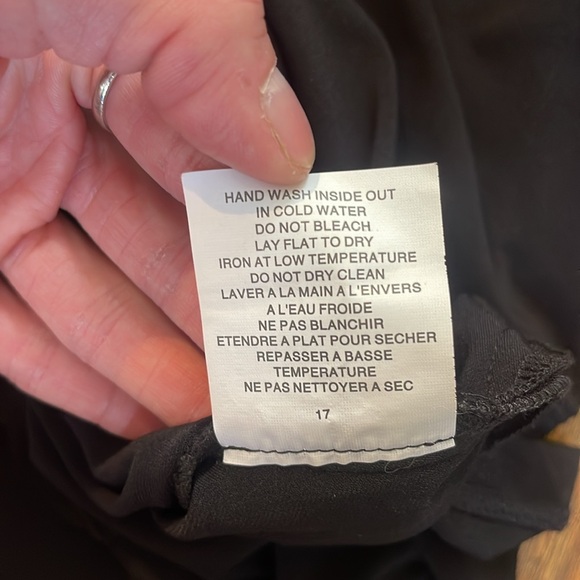 HAND WASH INSIDE OUT
IN COLD WATER
DO NOT BLEACH
LAY FLAT TO DRY
IRON AT LOW TEMPERATURE
DO NOT DRY CLEAN
LAVER A LA MAIN A L'ENVERS
A L'EAU FROIDE
NE PAS BLANCHIR
ETENDRE A PLAT POUR SECHER
REPASSER A BASSE
TEMPERATURE
NE PAS NETTOYER A SEC
17